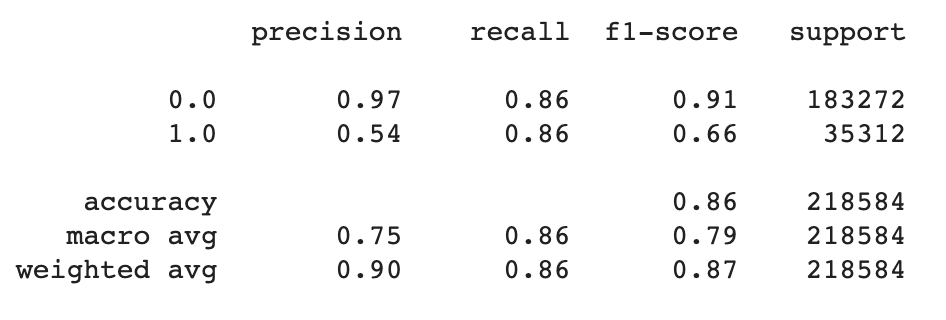 precision recall f1-score support
0.0 0.97 0.86 0.91 183272
1.0 0.54 0.86 0.66 35312
accuracy 0.86 218584
macro avg 0.75 0.86 0.79 218584
weighted avg 0.90 0.86 0.87 218584